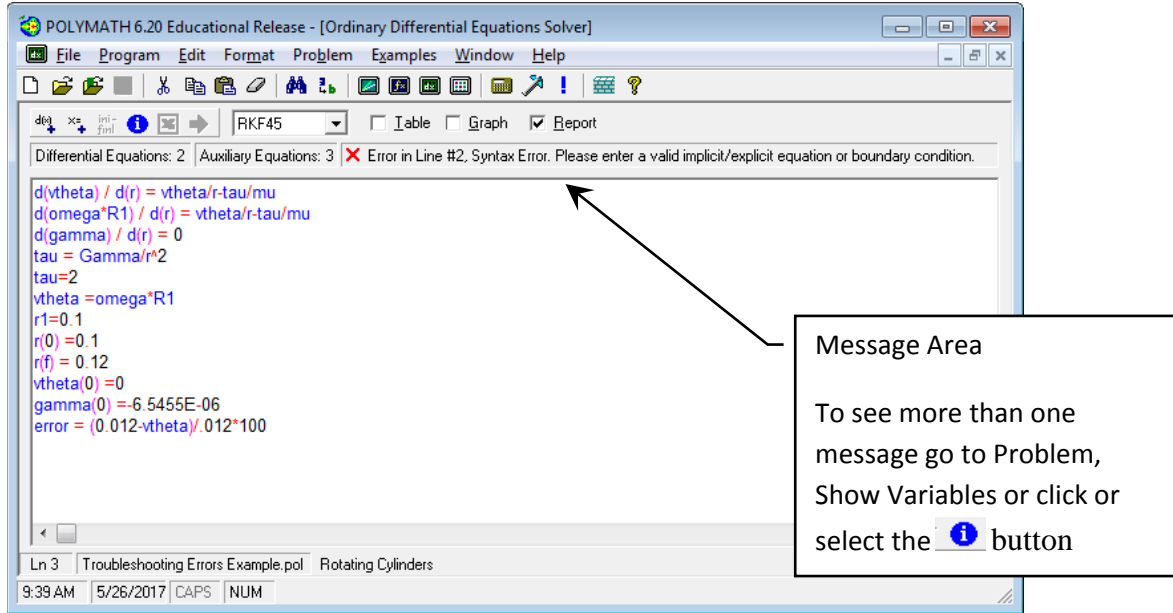 POLYMATH 6.20 Educational Release - [Ordinary Differential Equations Solver]
File Program Edit Format Problem Examples Window Help
d(x) x= ini- finl RKF45 Table Graph Report
Differential Equations: 2 Auxiliary Equations: 3 Error in Line #2, Syntax Error. Please enter a valid implicit/explicit equation or boundary condition.
d(vtheta) / d(r) = vtheta/r-tau/mu
d(omega*R1) / d(r) = vtheta/r-tau/mu
d(gamma) / d(r) = 0
tau = Gamma/r^2
tau=2
vtheta =omega*R1
r1=0.1
r(0) =0.1
r(f) = 0.12
vtheta(0) =0
gamma(0) =-6.5455E-06
error = (0.012-vtheta)/.012*100
Message Area
To see more than one
message go to Problem,
Show Variables or click or
select the button
Ln 3 Troubleshooting Errors Example.pol Rotating Cylinders
9:39 AM 5/26/2017 CAPS NUM